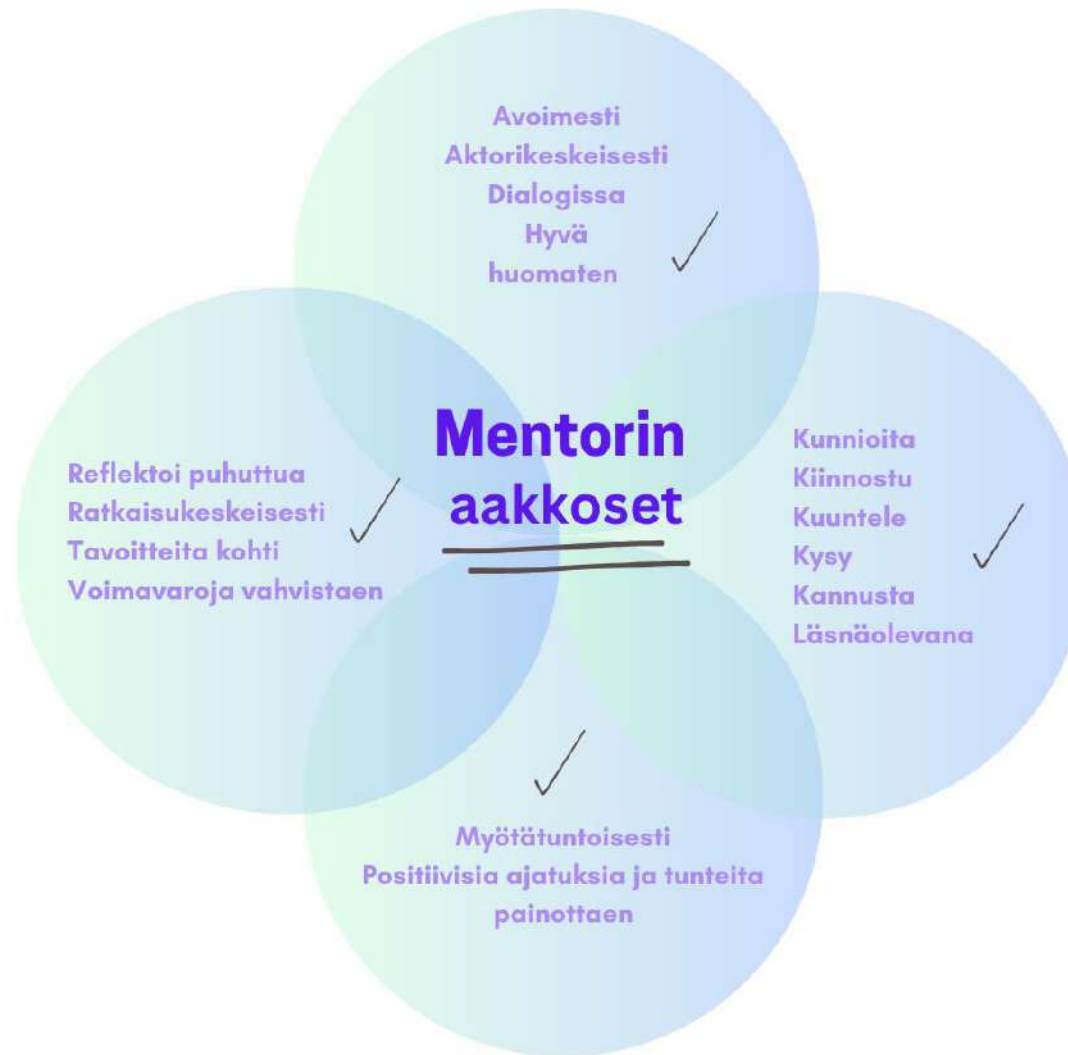 Avoimesti
Aktorikeskeisesti
Dialogissa
Hyvä
huomaten
Mentorin
aakkoset
Kunnioita
Kiinnostu
Kuuntele
Kysy
Kannusta
Läsnäolevana
Reflektoi puhuttua
Ratkaisukeskeisesti
Tavoitteita kohti
Voimavaroja vahvistaen
Myötätuntoisesti
Positiivisia ajatuksia ja tunteita
painottaen